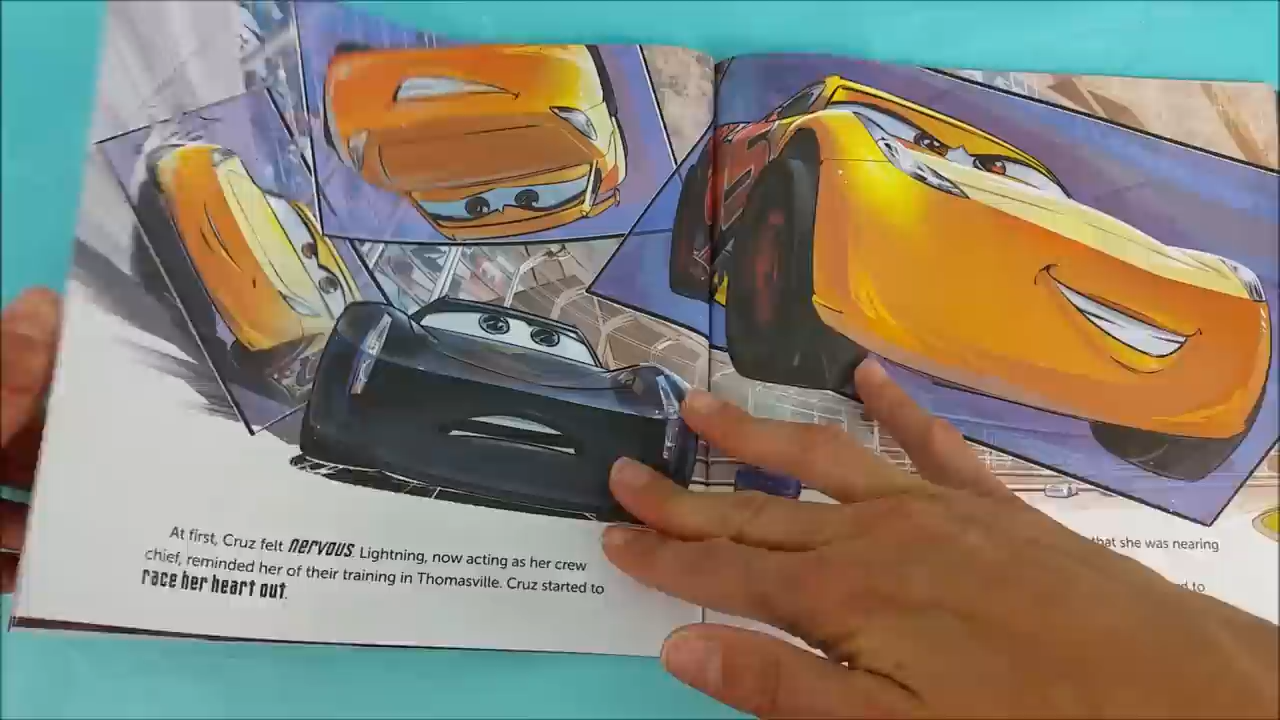 At first, Cruz felt nervous. Lightning, now acting as her crew
chief, reminded her of their training in Thomasville. Cruz started to
race her heart out.
that she was nearing
to